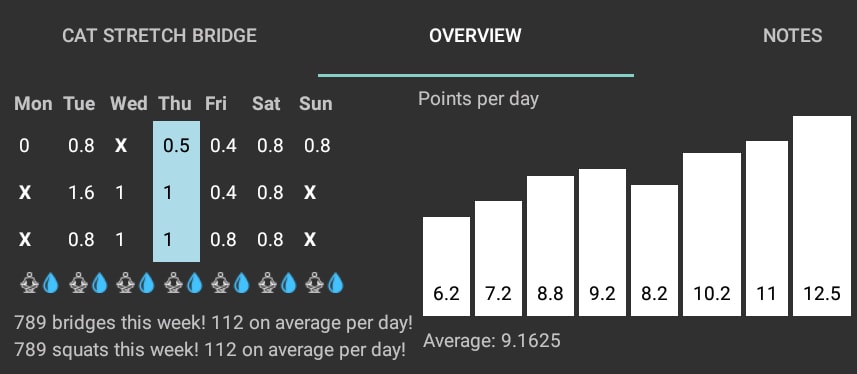 CAT STRETCH BRIDGE OVERVIEW NOTES
Mon Tue Wed Thu Fri Sat Sun
0 0.8 X 0.5 0.4 0.8 0.8
X 1.6 1 1 0.4 0.8 X
X 0.8 1 1 0.8 0.8 X
789 bridges this week! 112 on average per day!
789 squats this week! 112 on average per day!
Points per day
6.2 7.2 8.8 9.2 8.2 10.2 11 12.5
Average: 9.1625